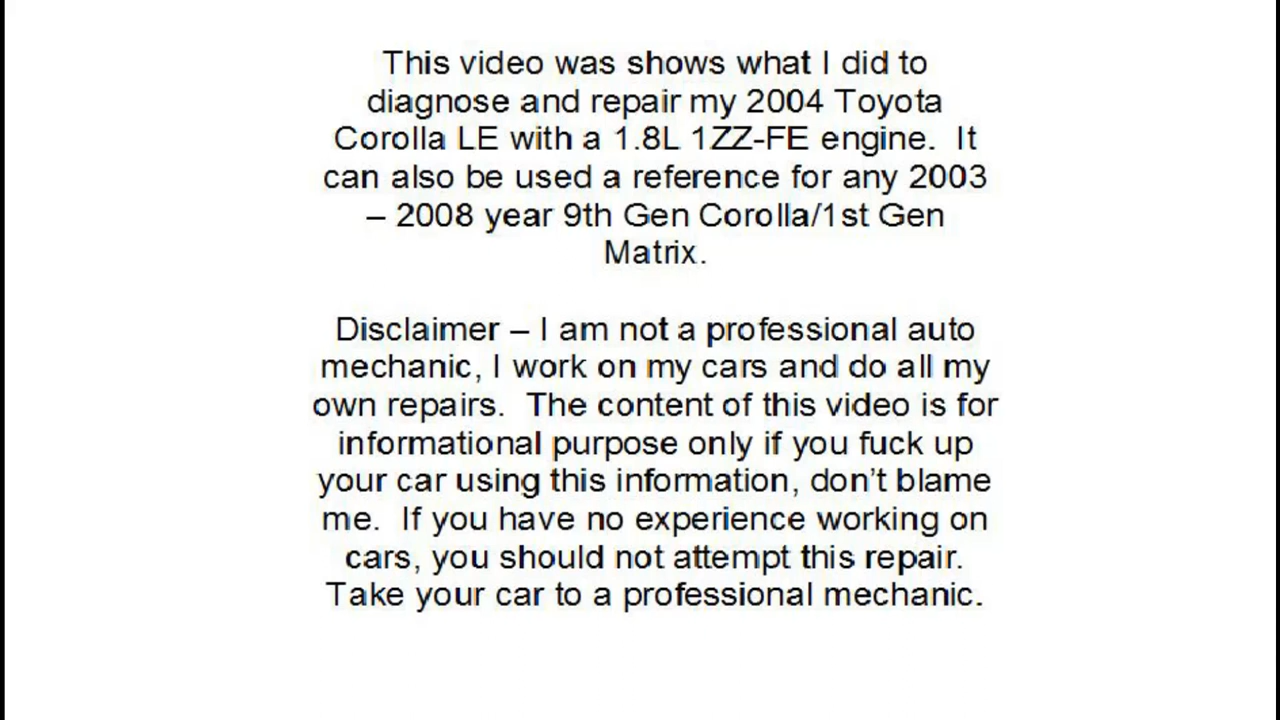 This video was shows what I did to
diagnose and repair my 2004 Toyota
Corolla LE with a 1.8L 1ZZ-FE engine.  It
can also be used a reference for any 2003
– 2008 year 9th Gen Corolla/1st Gen
Matrix.
Disclaimer – I am not a professional auto
mechanic, I work on my cars and do all my
own repairs.  The content of this video is for
informational purpose only if you fuck up
your car using this information, don’t blame
me.  If you have no experience working on
cars, you should not attempt this repair.
Take your car to a professional mechanic.